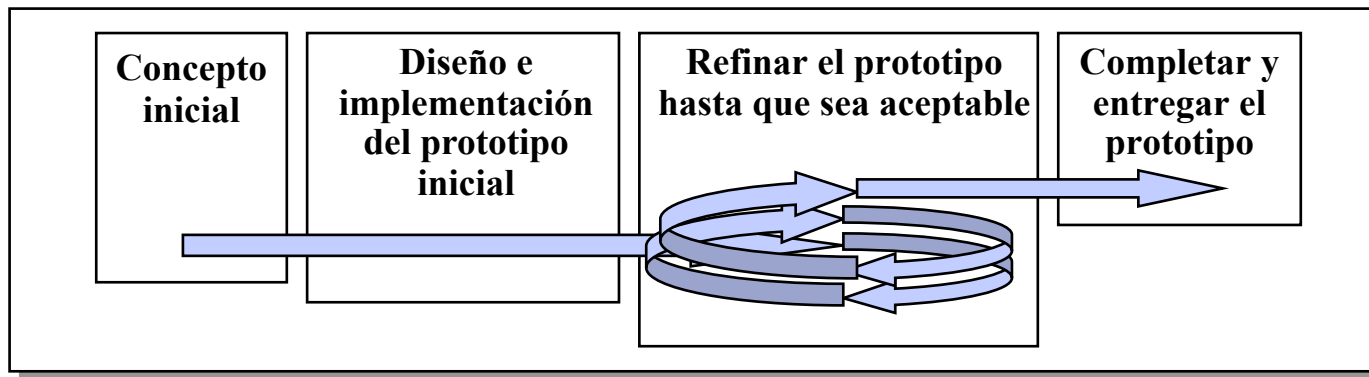 Concepto
inicial
Diseño e
implementación
del prototipo
inicial
Refinar el prototipo
hasta que sea aceptable
Completar y
entregar el
prototipo